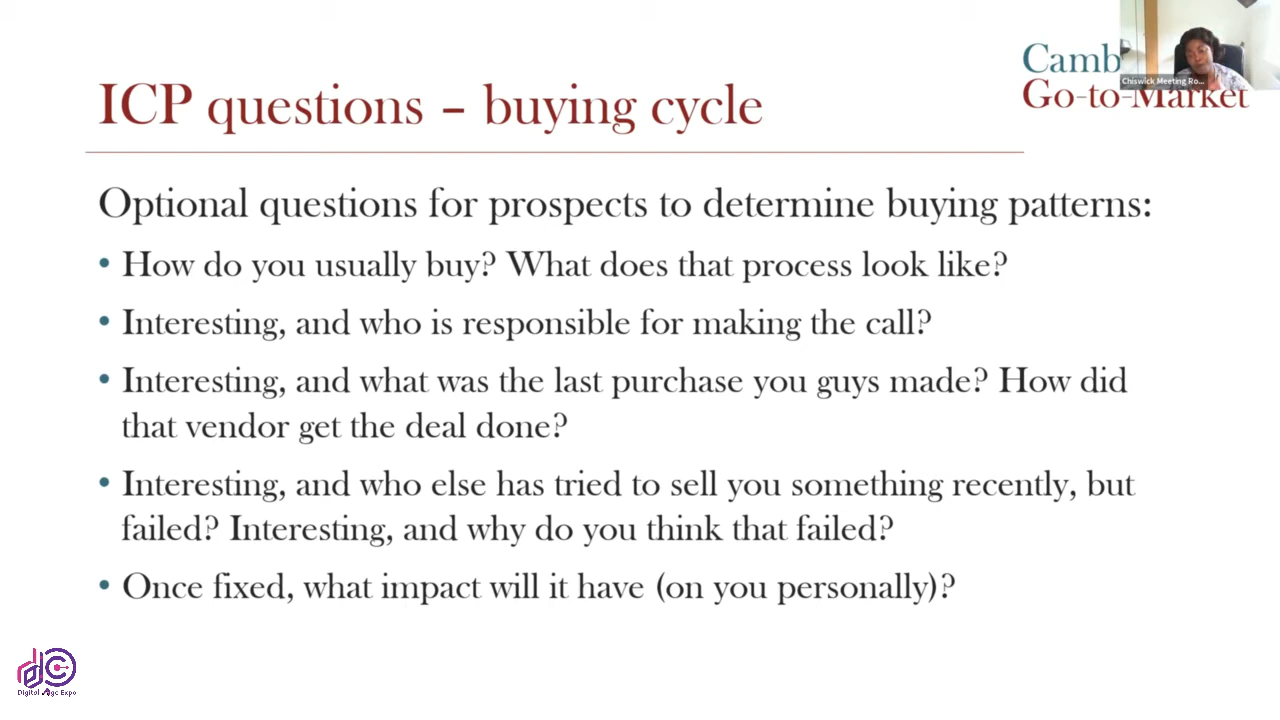 Camb
Chiswick Meeting Ro...
Go-to-Market
ICP questions – buying cycle
Optional questions for prospects to determine buying patterns:
• How do you usually buy? What does that process look like?
• Interesting, and who is responsible for making the call?
• Interesting, and what was the last purchase you guys made? How did
that vendor get the deal done?
• Interesting, and who else has tried to sell you something recently, but
failed? Interesting, and why do you think that failed?
• Once fixed, what impact will it have (on you personally)?
Digital Age Expo